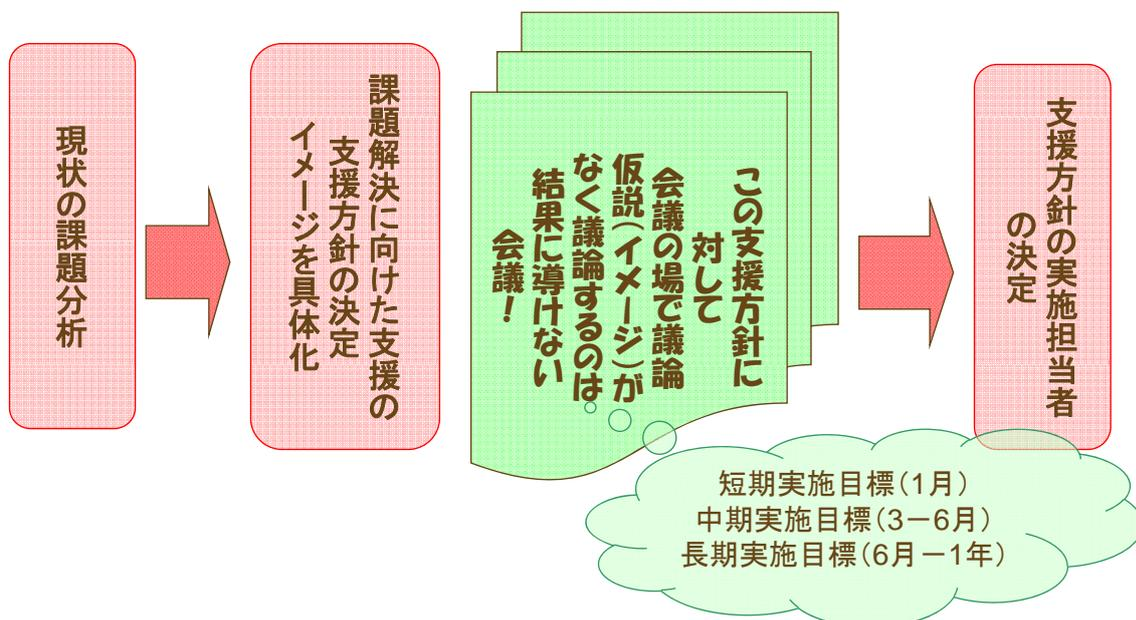 現状の課題分析
課題解決に向けた支援の
支援方針の決定
イメージを具体化
この支援方針に
対して
会議の場で議論
仮説(イメージ)が
なく議論するのは
結果に導けない
会議!
支援方針の実施担当者
の決定
短期実施目標(1月)
中期実施目標(3-6月)
長期実施目標(6月-1年)